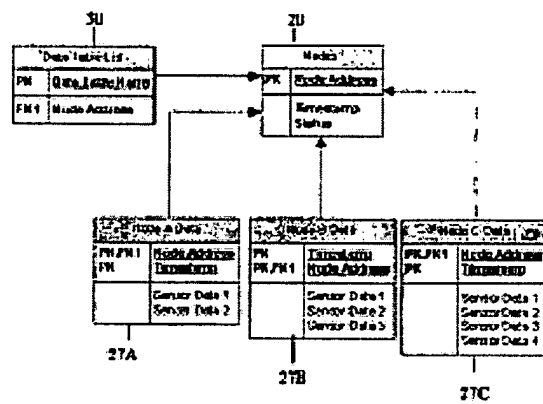 30
20
Data Table List
Nodes
PK Data Table Name
PK Node Address
FK1 Node Address
Timestamp
Status
Node A Data
Node B Data
Node C Data
PK,FK1 Node Address
PK Timestamp
PK Timestamp
PK,FK1 Node Address
PK,FK1 Node Address
PK Timestamp
Sensor Data 1
Sensor Data 2
Sensor Data 1
Sensor Data 2
Sensor Data 3
Sensor Data 1
Sensor Data 2
Sensor Data 3
Sensor Data 4
27A
27B
27C